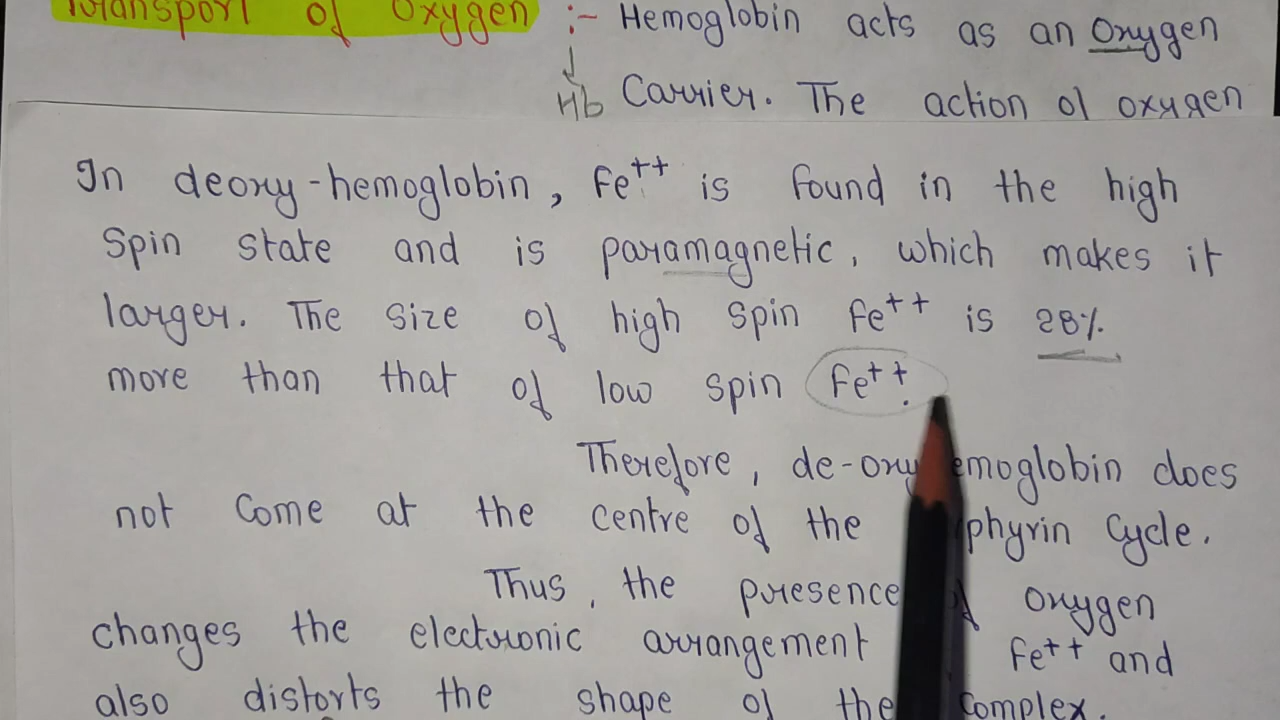 Transport of Oxygen :- Hemoglobin acts as an Oxygen
Hb Carrier. The action of oxygen
In deoxy-hemoglobin, Fe++ is found in the high
Spin state and is paramagnetic, which makes it
larger. The size of high spin Fe++ is 28%
more than that of low spin Fe++.
Therefore, de-oxy emoglobin does
not Come at the centre of the phyrin Cycle.
Thus, the presence oxygen
changes the electronic arrangement Fe++ and
also distorts the shape of the Complex.